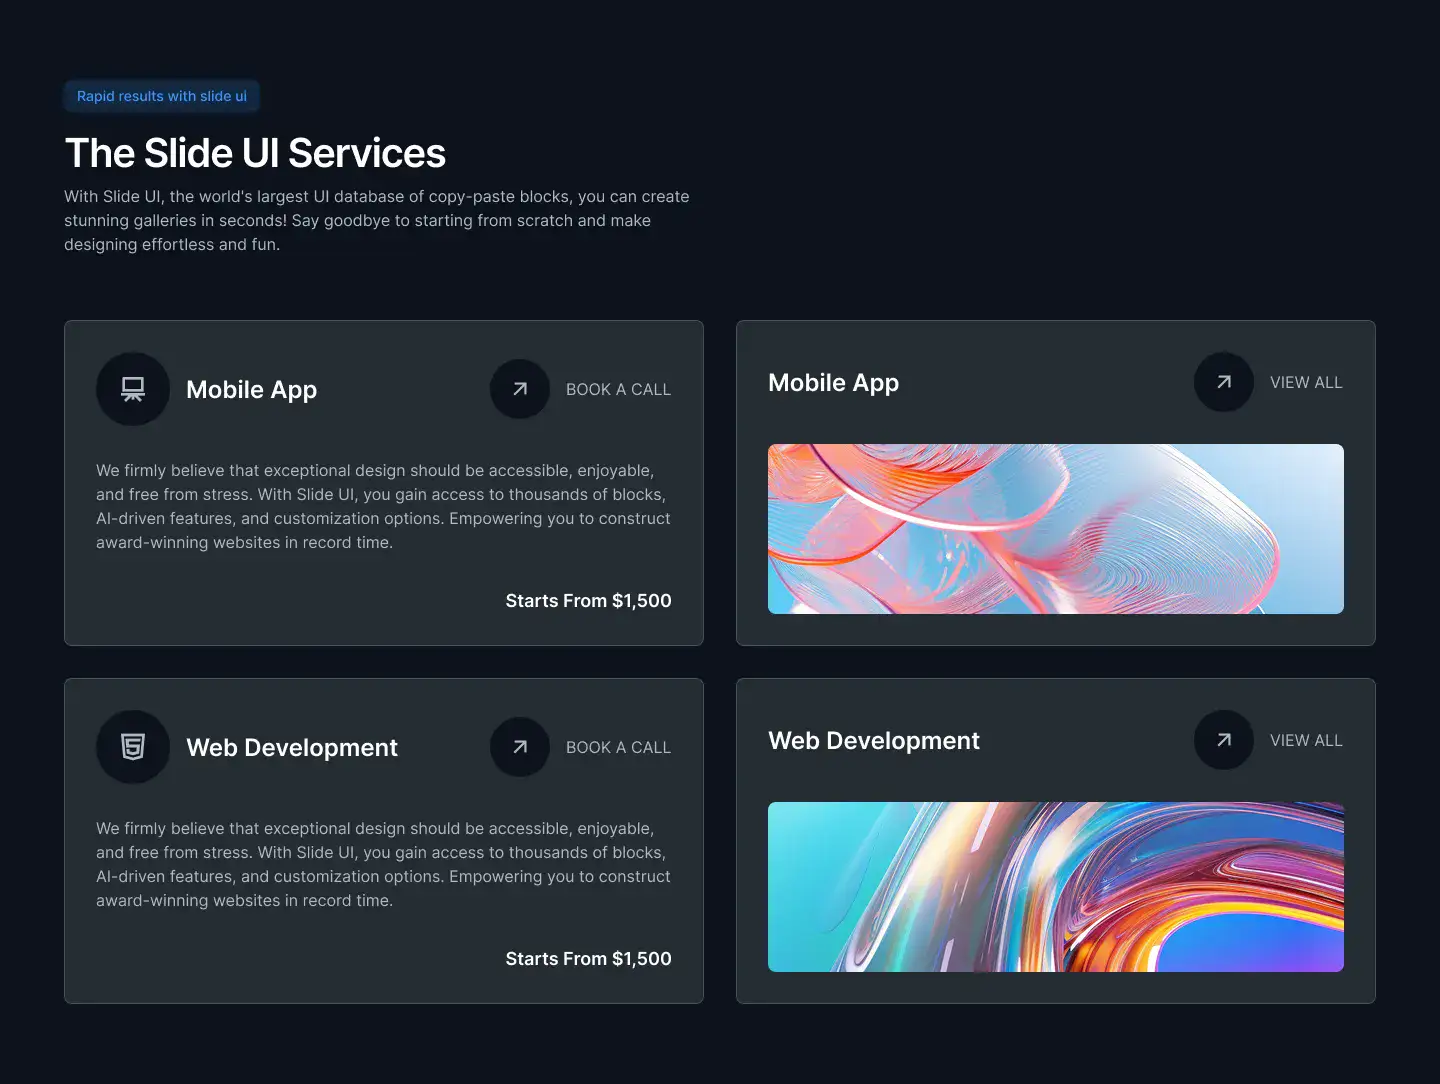 Rapid results with slide ui
The Slide UI Services
With Slide UI, the world's largest UI database of copy-paste blocks, you can create
stunning galleries in seconds! Say goodbye to starting from scratch and make
designing effortless and fun.
Mobile App
BOOK A CALL
We firmly believe that exceptional design should be accessible, enjoyable,
and free from stress. With Slide UI, you gain access to thousands of blocks,
AI-driven features, and customization options. Empowering you to construct
award-winning websites in record time.
Starts From $1,500
Mobile App
VIEW ALL
Web Development
BOOK A CALL
We firmly believe that exceptional design should be accessible, enjoyable,
and free from stress. With Slide UI, you gain access to thousands of blocks,
AI-driven features, and customization options. Empowering you to construct
award-winning websites in record time.
Starts From $1,500
Web Development
VIEW ALL